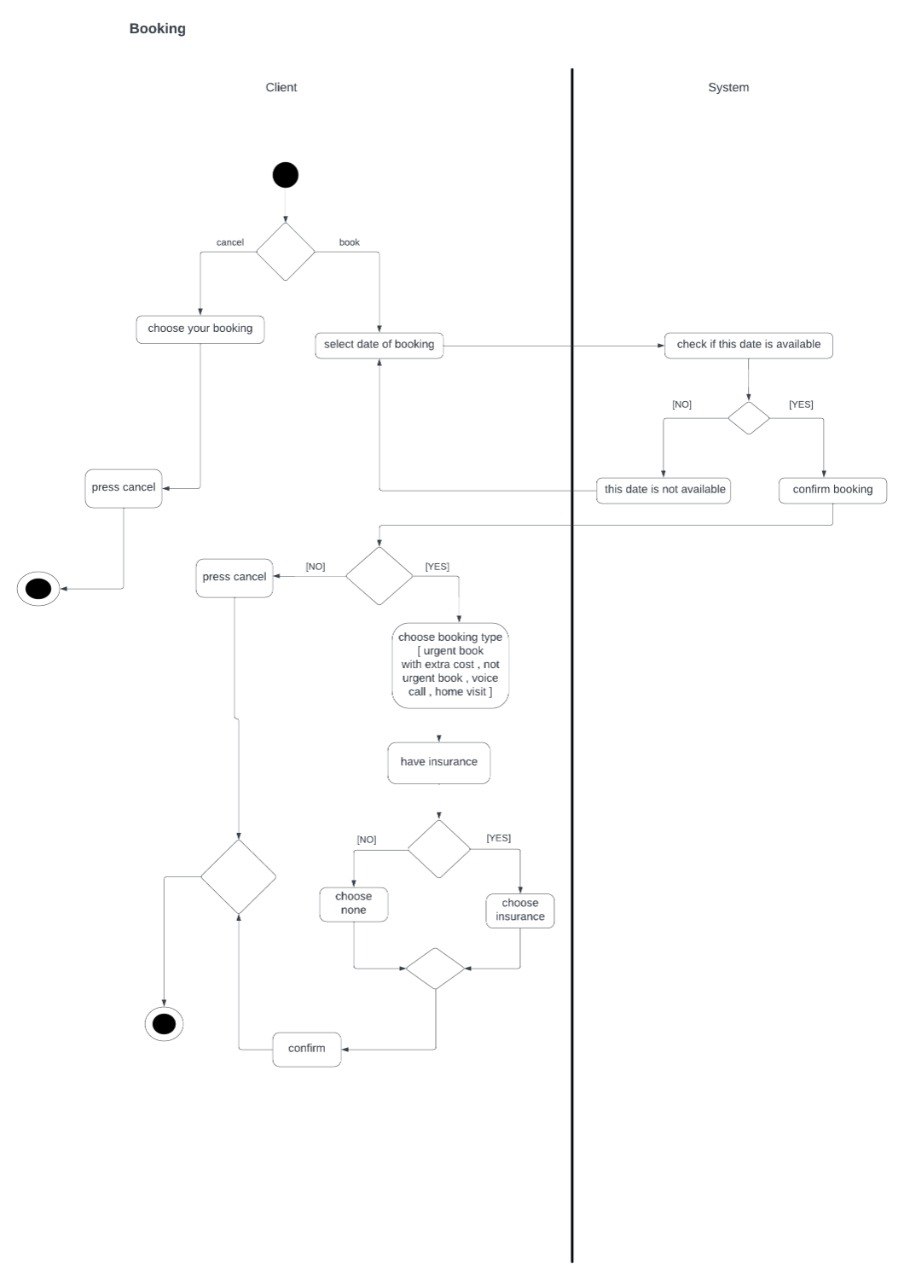 Booking
Client
System
cancel
book
choose your booking
select date of booking
check if this date is available
[NO]
[YES]
press cancel
this date is not available
confirm booking
[NO]
[YES]
press cancel
choose booking type
[ urgent book
with extra cost , not
urgent book , voice
call , home visit ]
have insurance
[NO]
[YES]
choose
none
choose
insurance
confirm